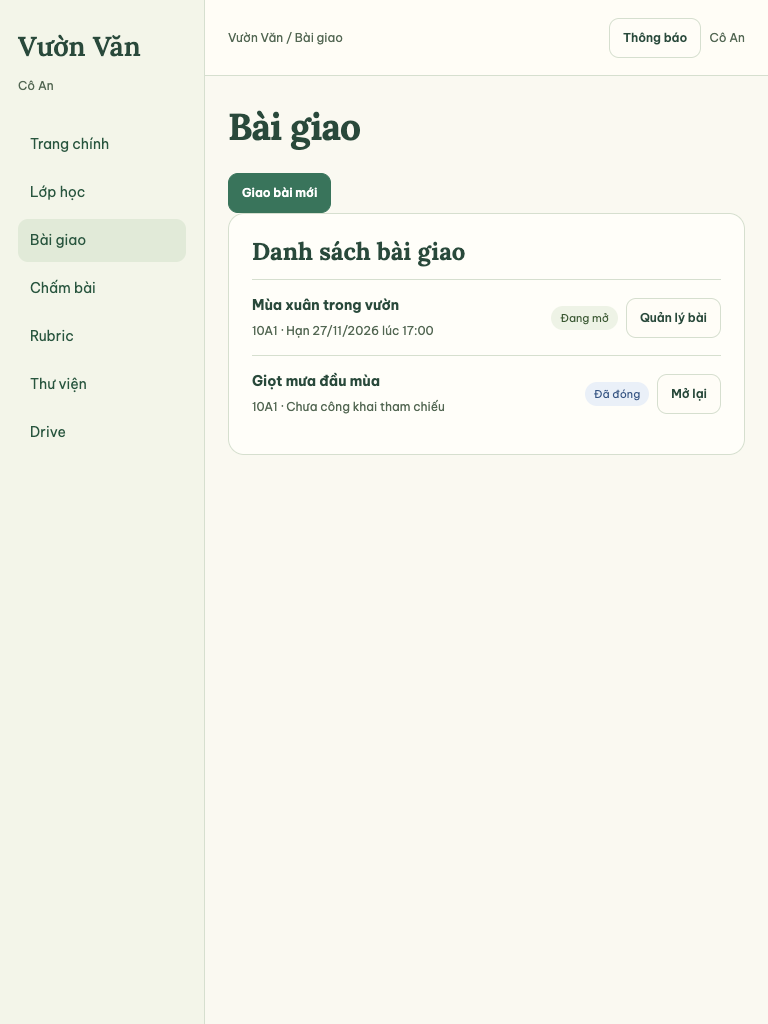 Vườn Văn
Cô An
Trang chính
Lớp học
Bài giao
Chấm bài
Rubric
Thư viện
Drive
Vườn Văn / Bài giao
Thông báo
Cô An
Bài giao
Giao bài mới
Danh sách bài giao
Mùa xuân trong vườn
10A1 · Hạn 27/11/2026 lúc 17:00
Đang mở
Quản lý bài
Giọt mưa đầu mùa
10A1 · Chưa công khai tham chiếu
Đã đóng
Mở lại